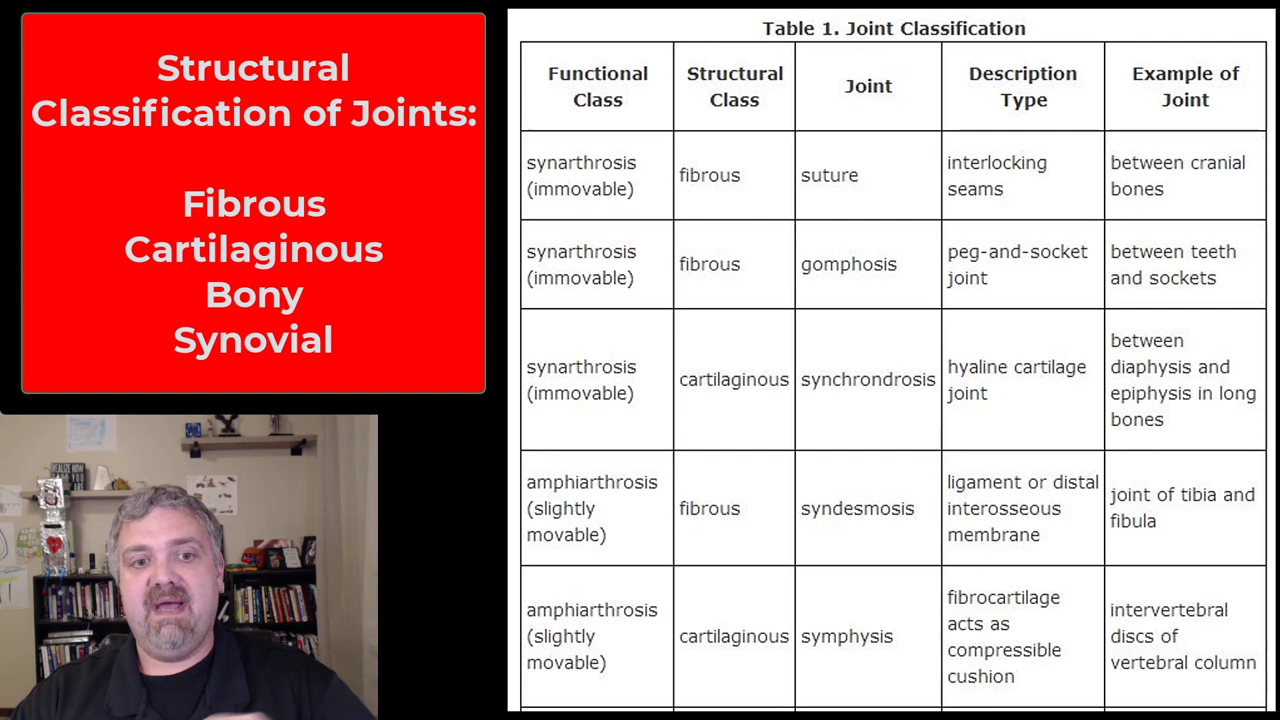 Structural
Classification of Joints:
Fibrous
Cartilaginous
Bony
Synovial
Table 1. Joint Classification
Functional
Class
Structural
Class
Joint
Description
Type
Example of
Joint
synarthrosis
(immovable)
fibrous
suture
interlocking
seams
between cranial
bones
synarthrosis
(immovable)
fibrous
gomphosis
peg-and-socket
joint
between teeth
and sockets
synarthrosis
(immovable)
cartilaginous
synchrondrosis
hyaline cartilage
joint
between
diaphysis and
epiphysis in long
bones
amphiarthrosis
(slightly
movable)
fibrous
syndesmosis
ligament or distal
interosseous
membrane
joint of tibia and
fibula
amphiarthrosis
(slightly
movable)
cartilaginous
symphysis
fibrocartilage
acts as
compressible
cushion
intervertebral
discs of
vertebral column
REALIZE HOW